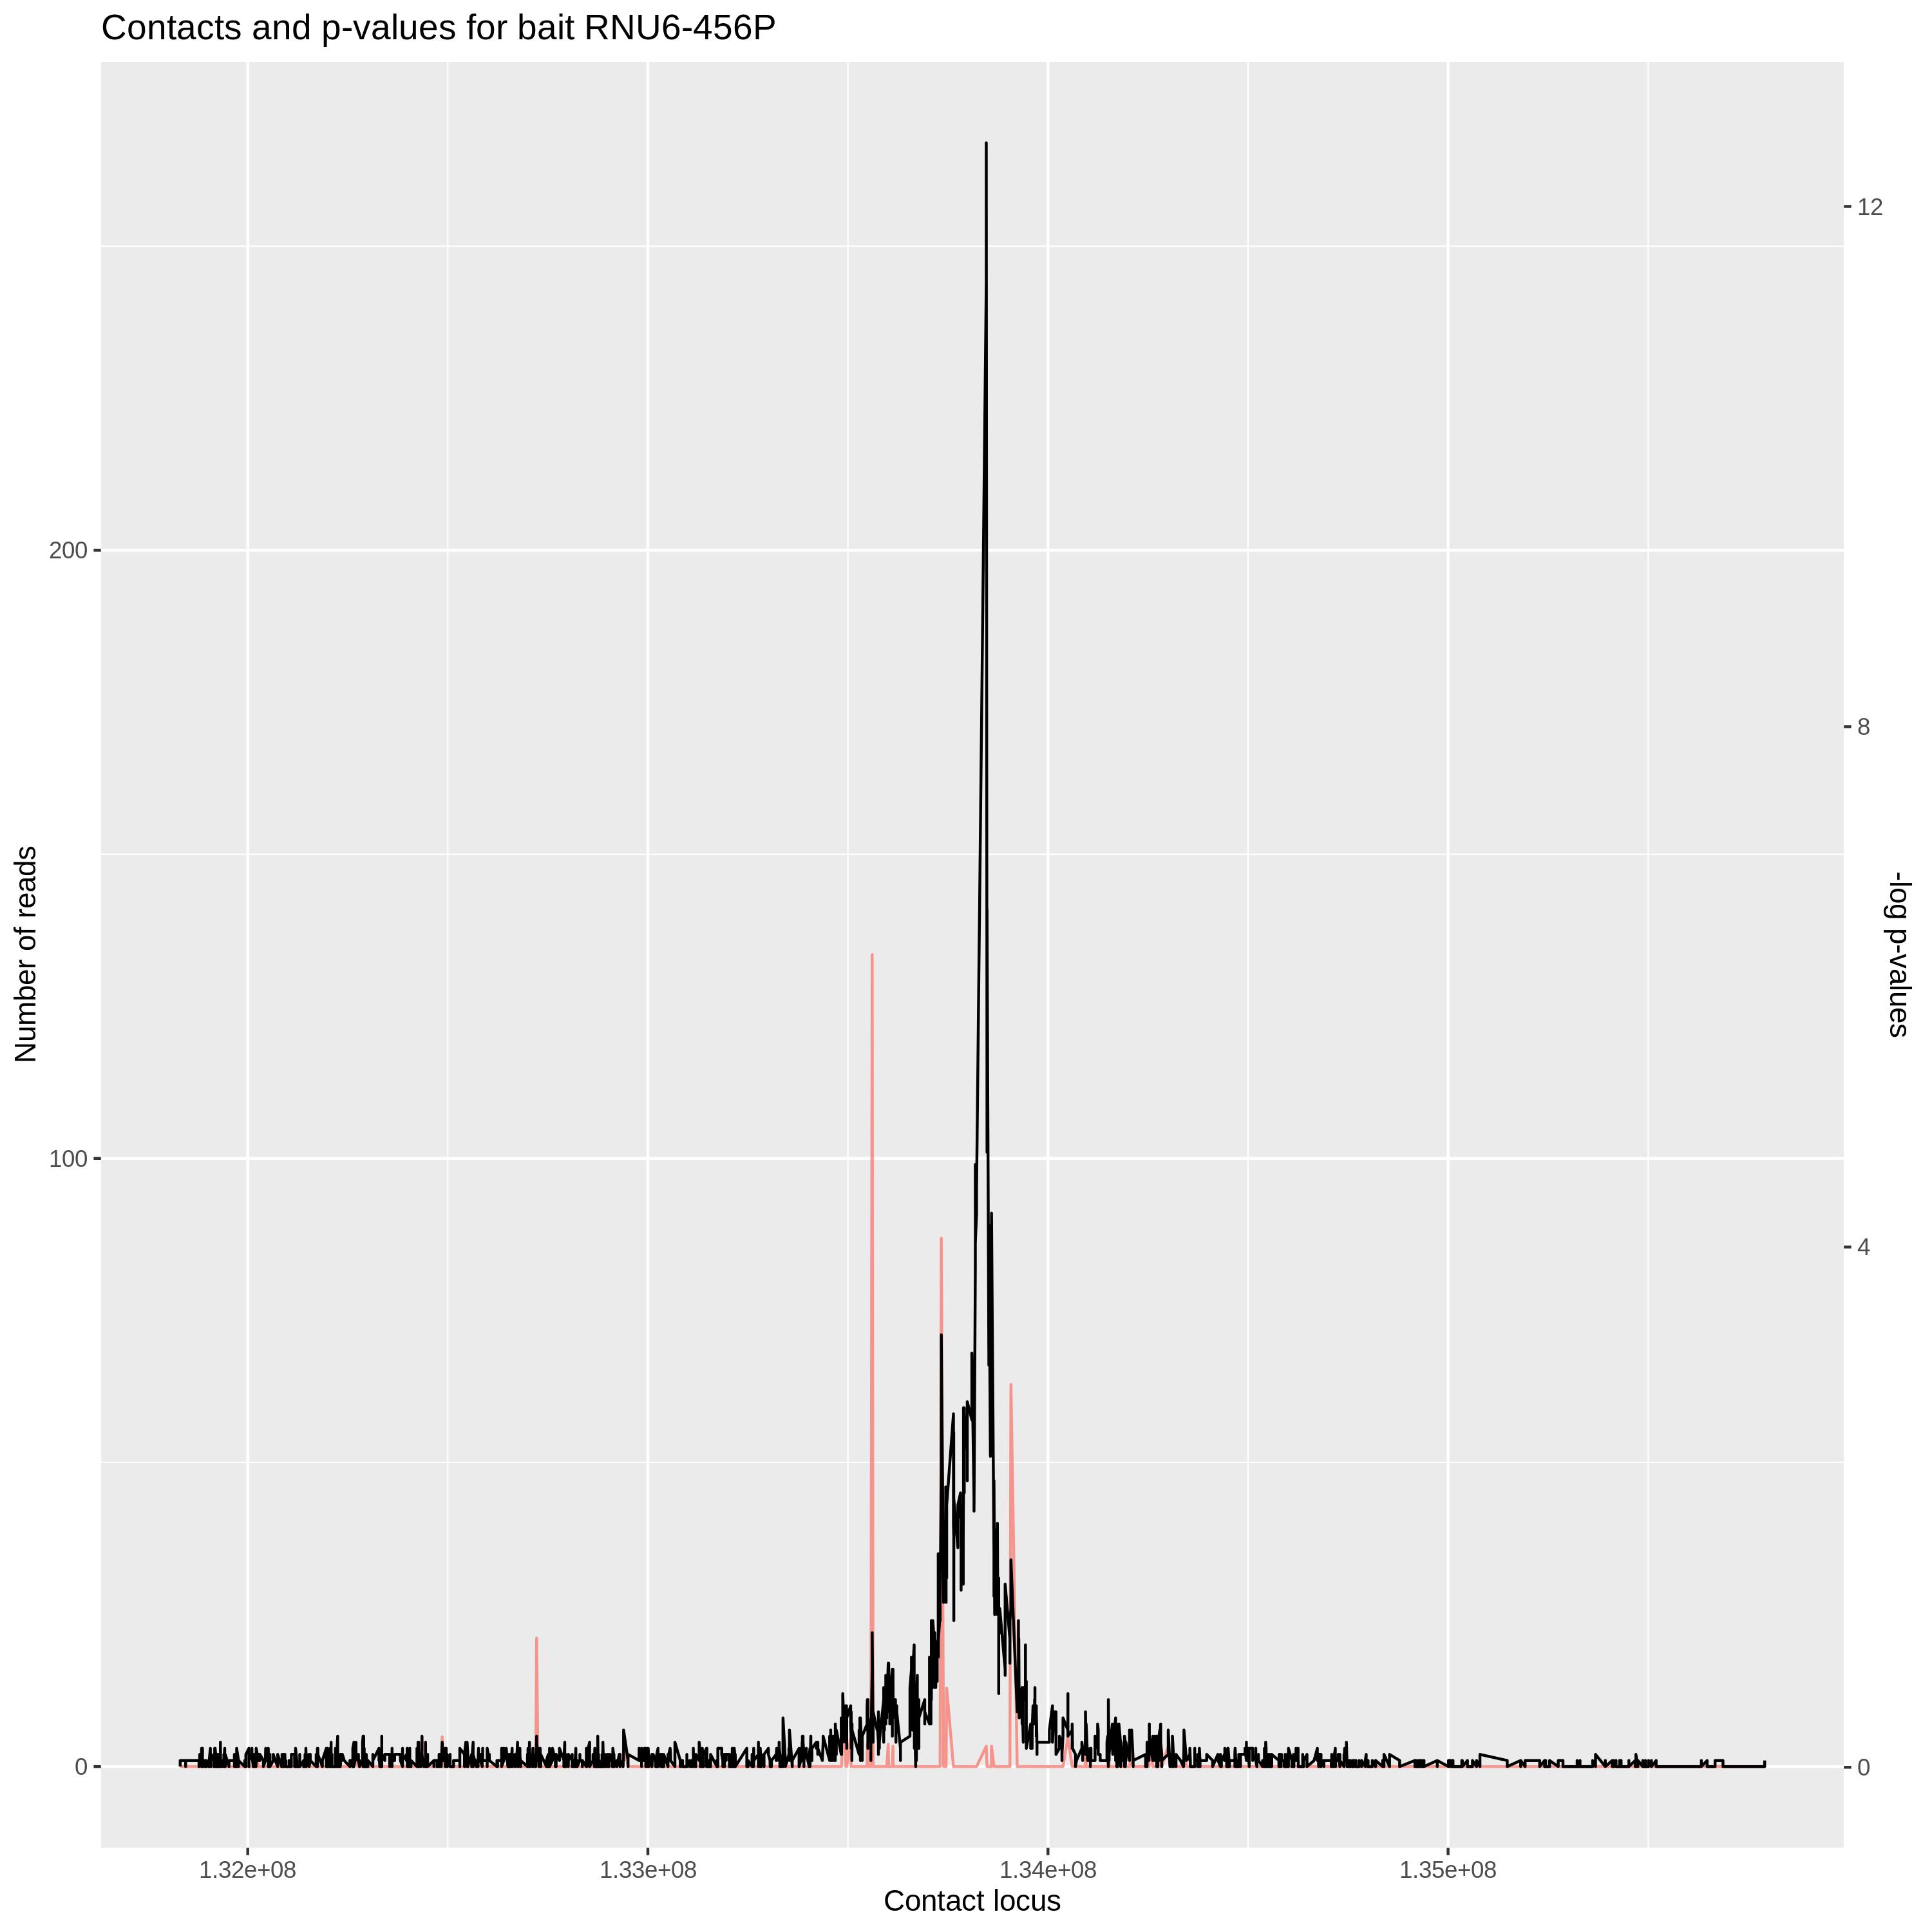 Contacts and p-values for bait RNU6-456P
Number of reads
200
100
0
12
8
4
0
-log p-values
1.32e+08
1.33e+08
1.34e+08
1.35e+08
Contact locus